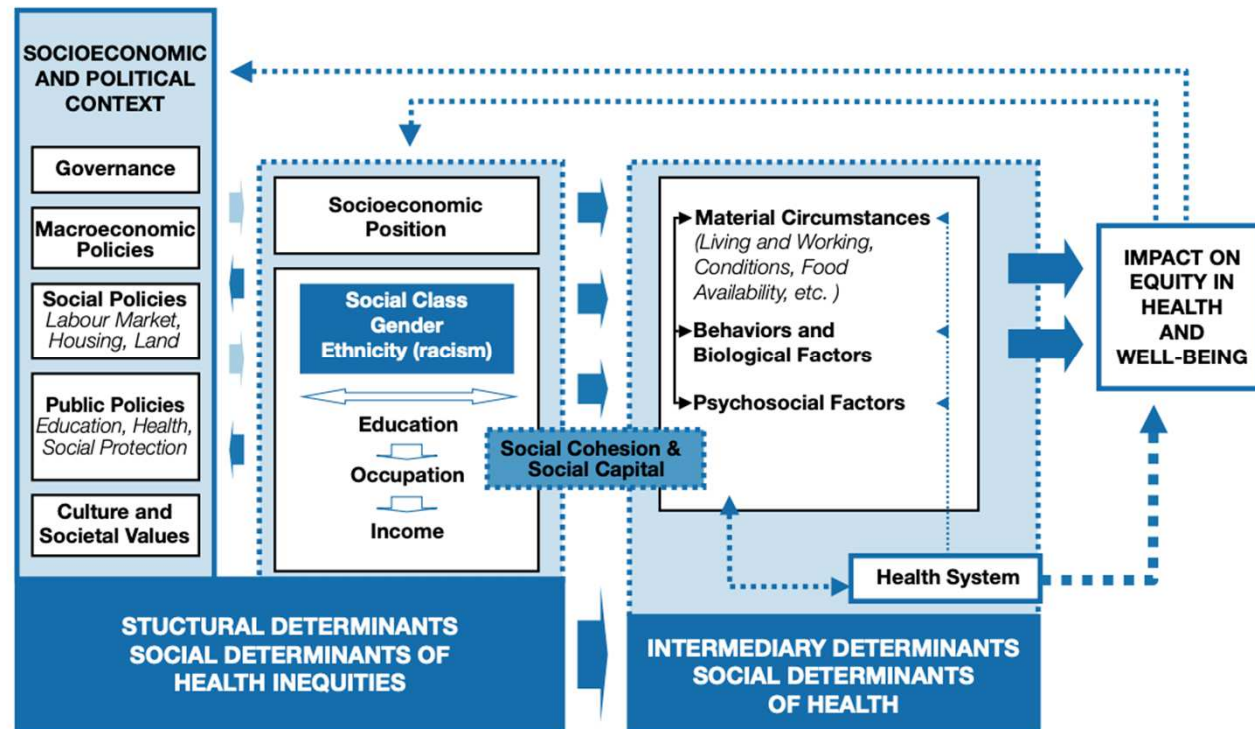 SOCIOECONOMIC
AND POLITICAL
CONTEXT
Governance
Macroeconomic
Policies
Social Policies
Labour Market,
Housing, Land
Public Policies
Education, Health,
Social Protection
Culture and
Societal Values
Socioeconomic
Position
Social Class
Gender
Ethnicity (racism)
Education
Occupation
Income
Social Cohesion &
Social Capital
Material Circumstances
(Living and Working,
Conditions, Food
Availability, etc. )
Behaviors and
Biological Factors
Psychosocial Factors
Health System
IMPACT ON
EQUITY IN
HEALTH
AND
WELL-BEING
STUCTURAL DETERMINANTS
SOCIAL DETERMINANTS OF
HEALTH INEQUITIES
INTERMEDIARY DETERMINANTS
SOCIAL DETERMINANTS
OF HEALTH